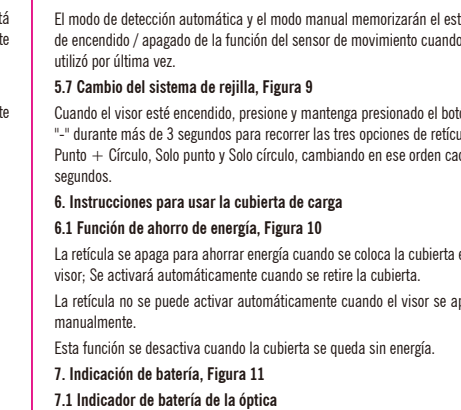 El modo de detección automática y el modo manual memorizarán el
de encendido / apagado de la función del sensor de movimiento cuando
utilizó por última vez.
5.7 Cambio del sistema de rejilla, Figura 9
Cuando el visor esté encendido, presione y mantenga presionado el
"-" durante más de 3 segundos para recorrer las tres opciones de
Punto + Círculo, Solo punto y Solo círculo, cambiando en ese orden
segundos.
6. Instrucciones para usar la cubierta de carga
6.1 Función de ahorro de energía, Figura 10
La retícula se apaga para ahorrar energía cuando se coloca la cubierta
visor; Se activará automáticamente cuando se retire la cubierta.
La retícula no se puede activar automáticamente cuando el visor se
manualmente.
Esta función se desactiva cuando la cubierta se queda sin energía.
7. Indicación de batería, Figura 11
7.1 Indicador de batería de la óptica